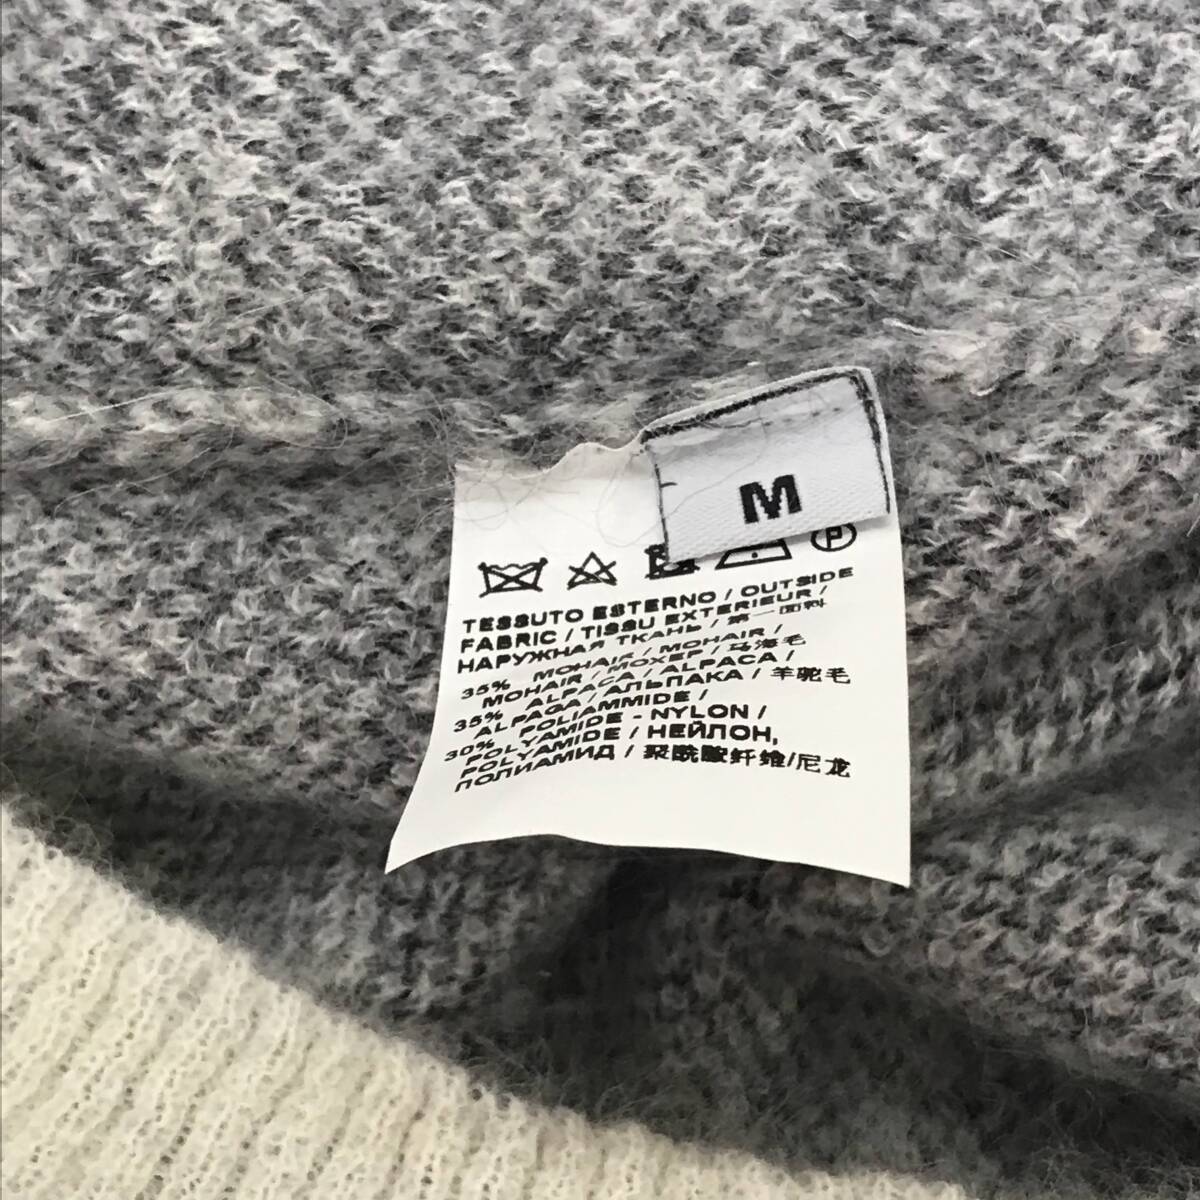 M
P
TESSUTO ESTERNO / OUTSIDE
FABRIC / TISSU EXTERIEUR /
НАРУЖНАЯ ТКАНЬ / 第一面料
35% MOHAIR / MOHAIR /
MOHAIR / МОХЕР / 马海毛
35% ALPACA / ALPACA /
ALPAGA / АЛЬПАКА / 羊驼毛
30% POLIAMMIDE /
POLYAMIDE - NYLON /
POLYAMIDE / НЕЙЛОН,
ПОЛИАМИД / 聚酰胺纤维/尼龙